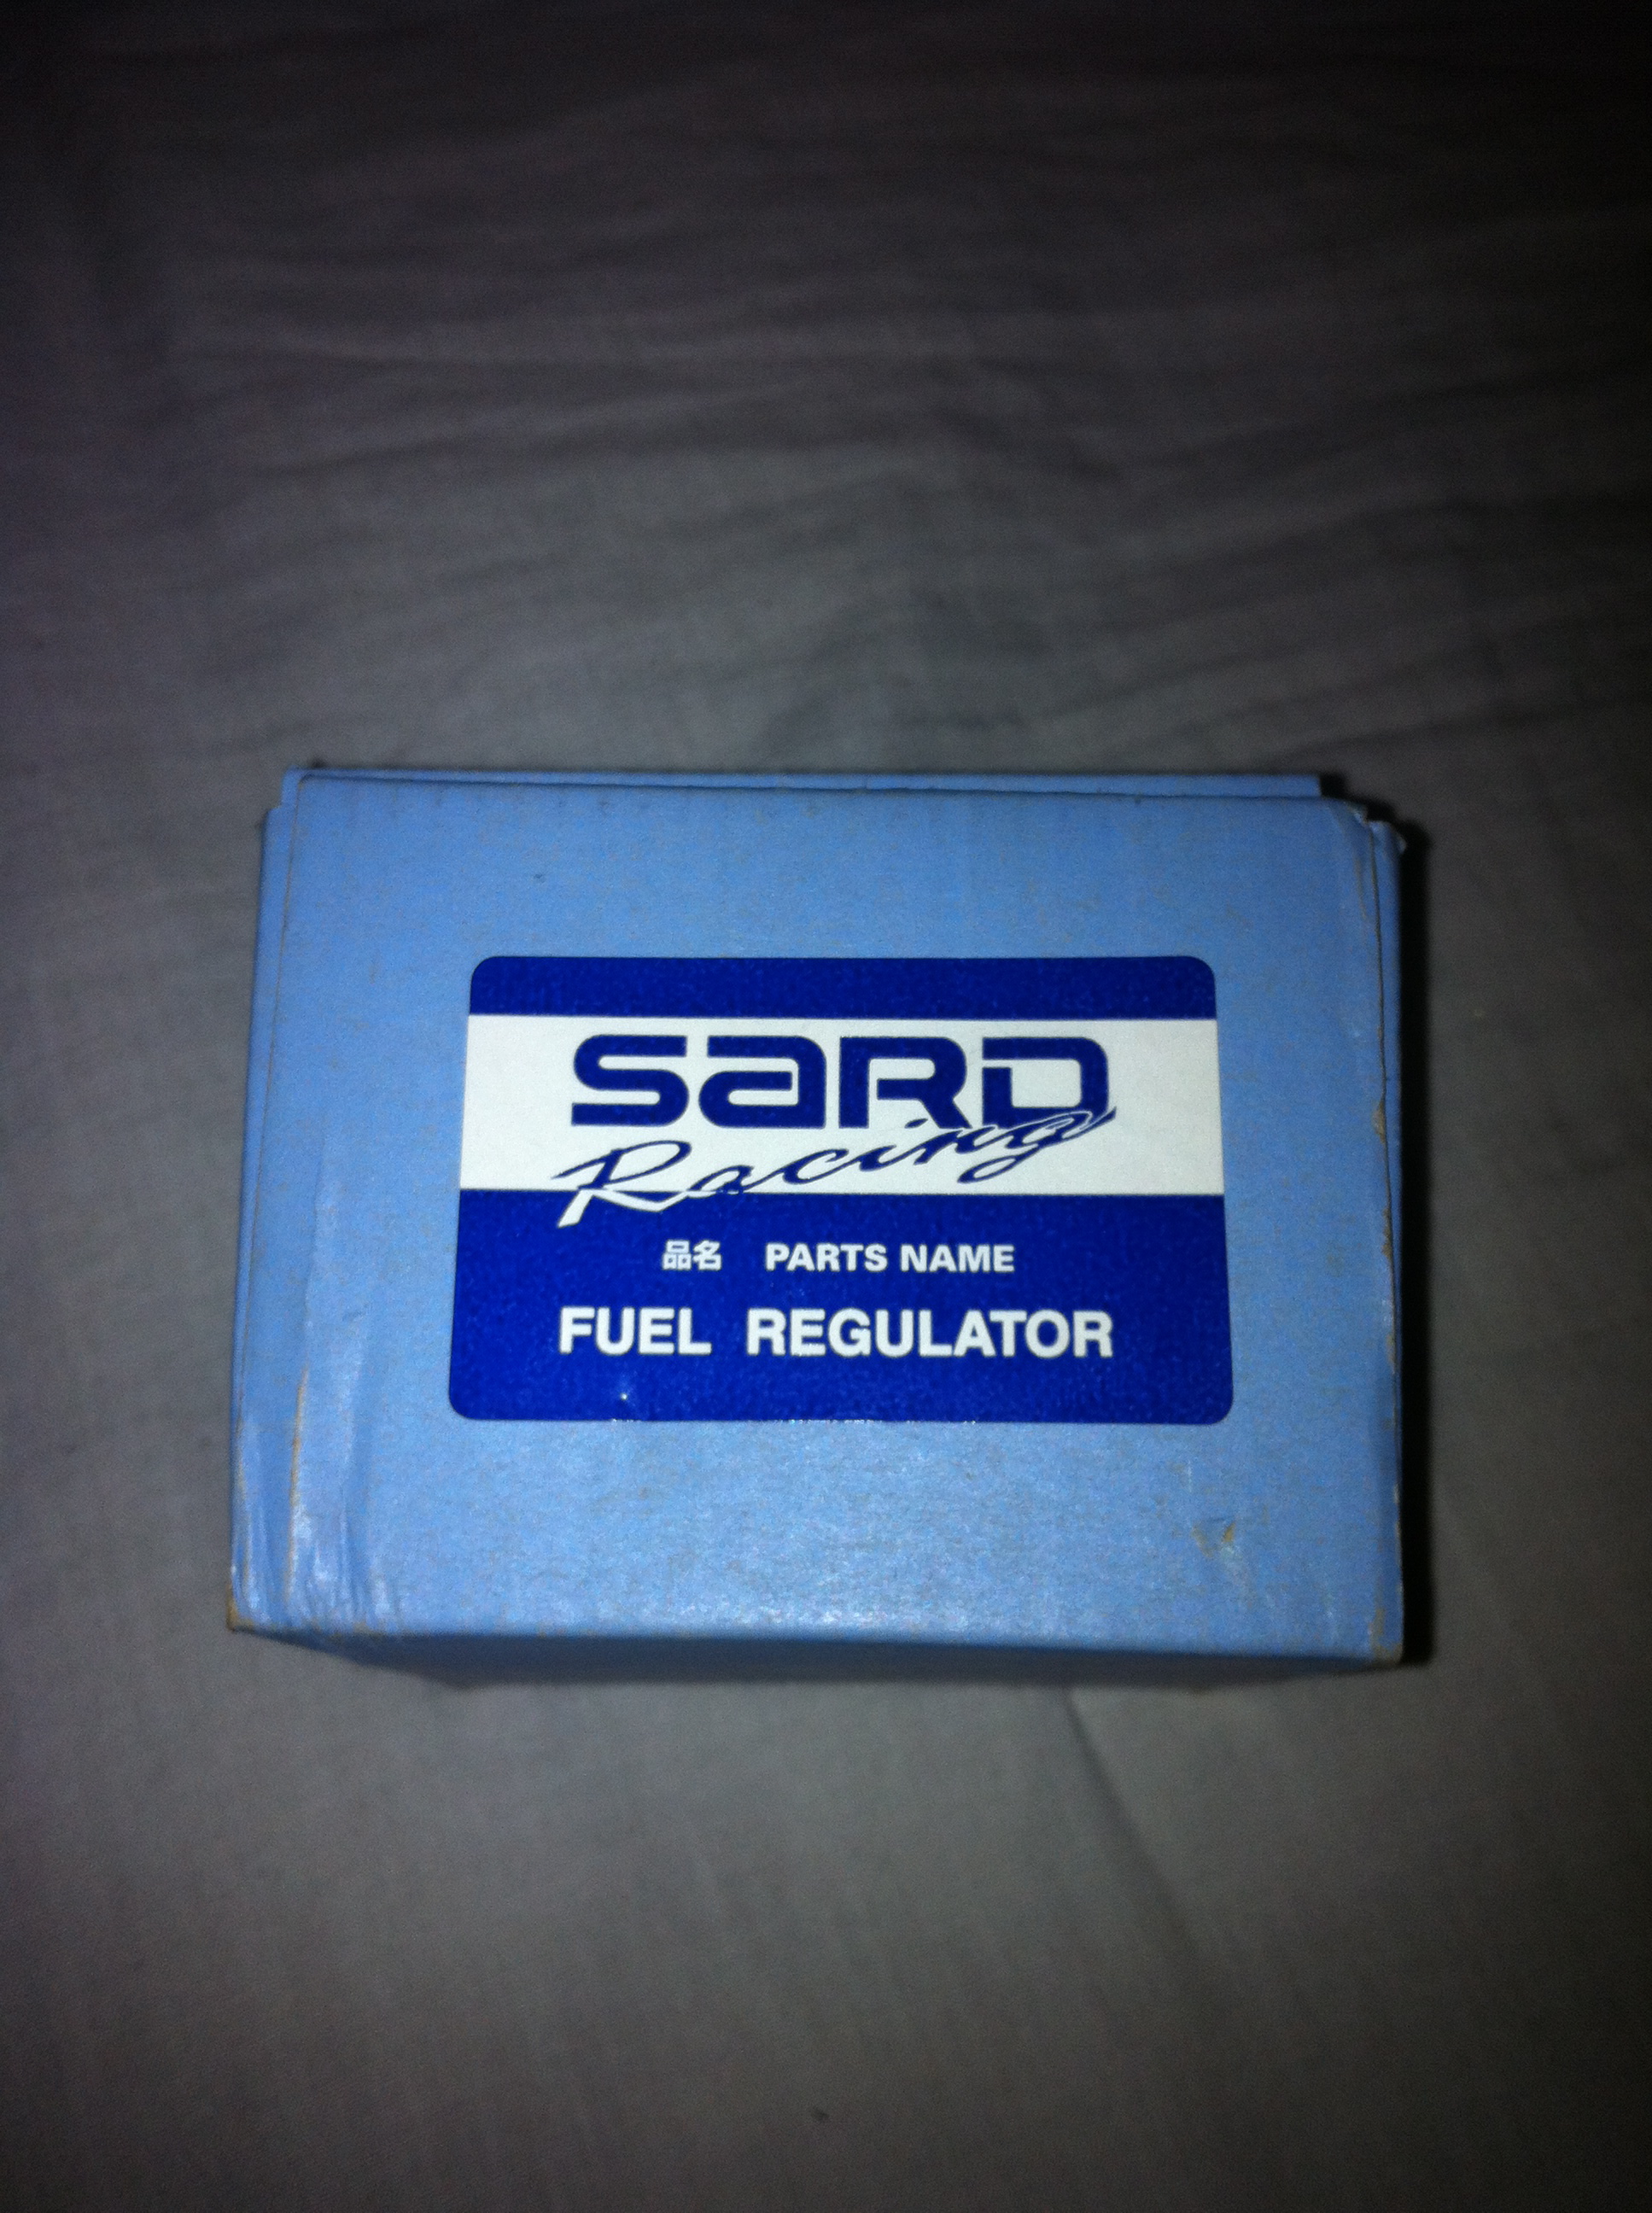 SARD
Racing
品名 PARTS NAME
FUEL REGULATOR